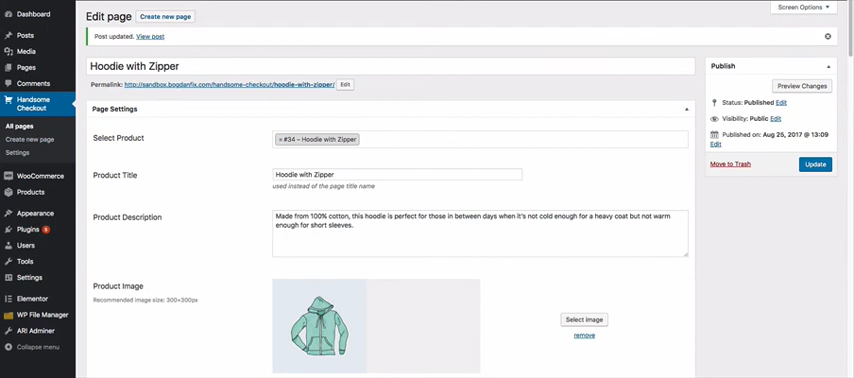 Screen Options
Dashboard
Posts
Media
Pages
Comments
Handsome
Checkout
All pages
Create new page
Settings
WooCommerce
Products
Appearance
Plugins 5
Users
Tools
Settings
Elementor
WP File Manager
ARI Adminer
Collapse menu
Edit page Create new page
Post updated. View post
Hoodie with Zipper
Permalink: http://sandbox.bogdanfix.com/handsome-checkout/hoodie-with-zipper/ Edit
Page Settings
Select Product
× #34 – Hoodie with Zipper
Product Title
Hoodie with Zipper
used instead of the page title name
Product Description
Made from 100% cotton, this hoodie is perfect for those in between days when it's not cold enough for a heavy coat but not warm
enough for short sleeves.
Product Image
Recommended image size: 300×300px
Select image
remove
Publish
Preview Changes
Status: Published Edit
Visibility: Public Edit
Published on: Aug 25, 2017 @ 13:09
Edit
Move to Trash
Update